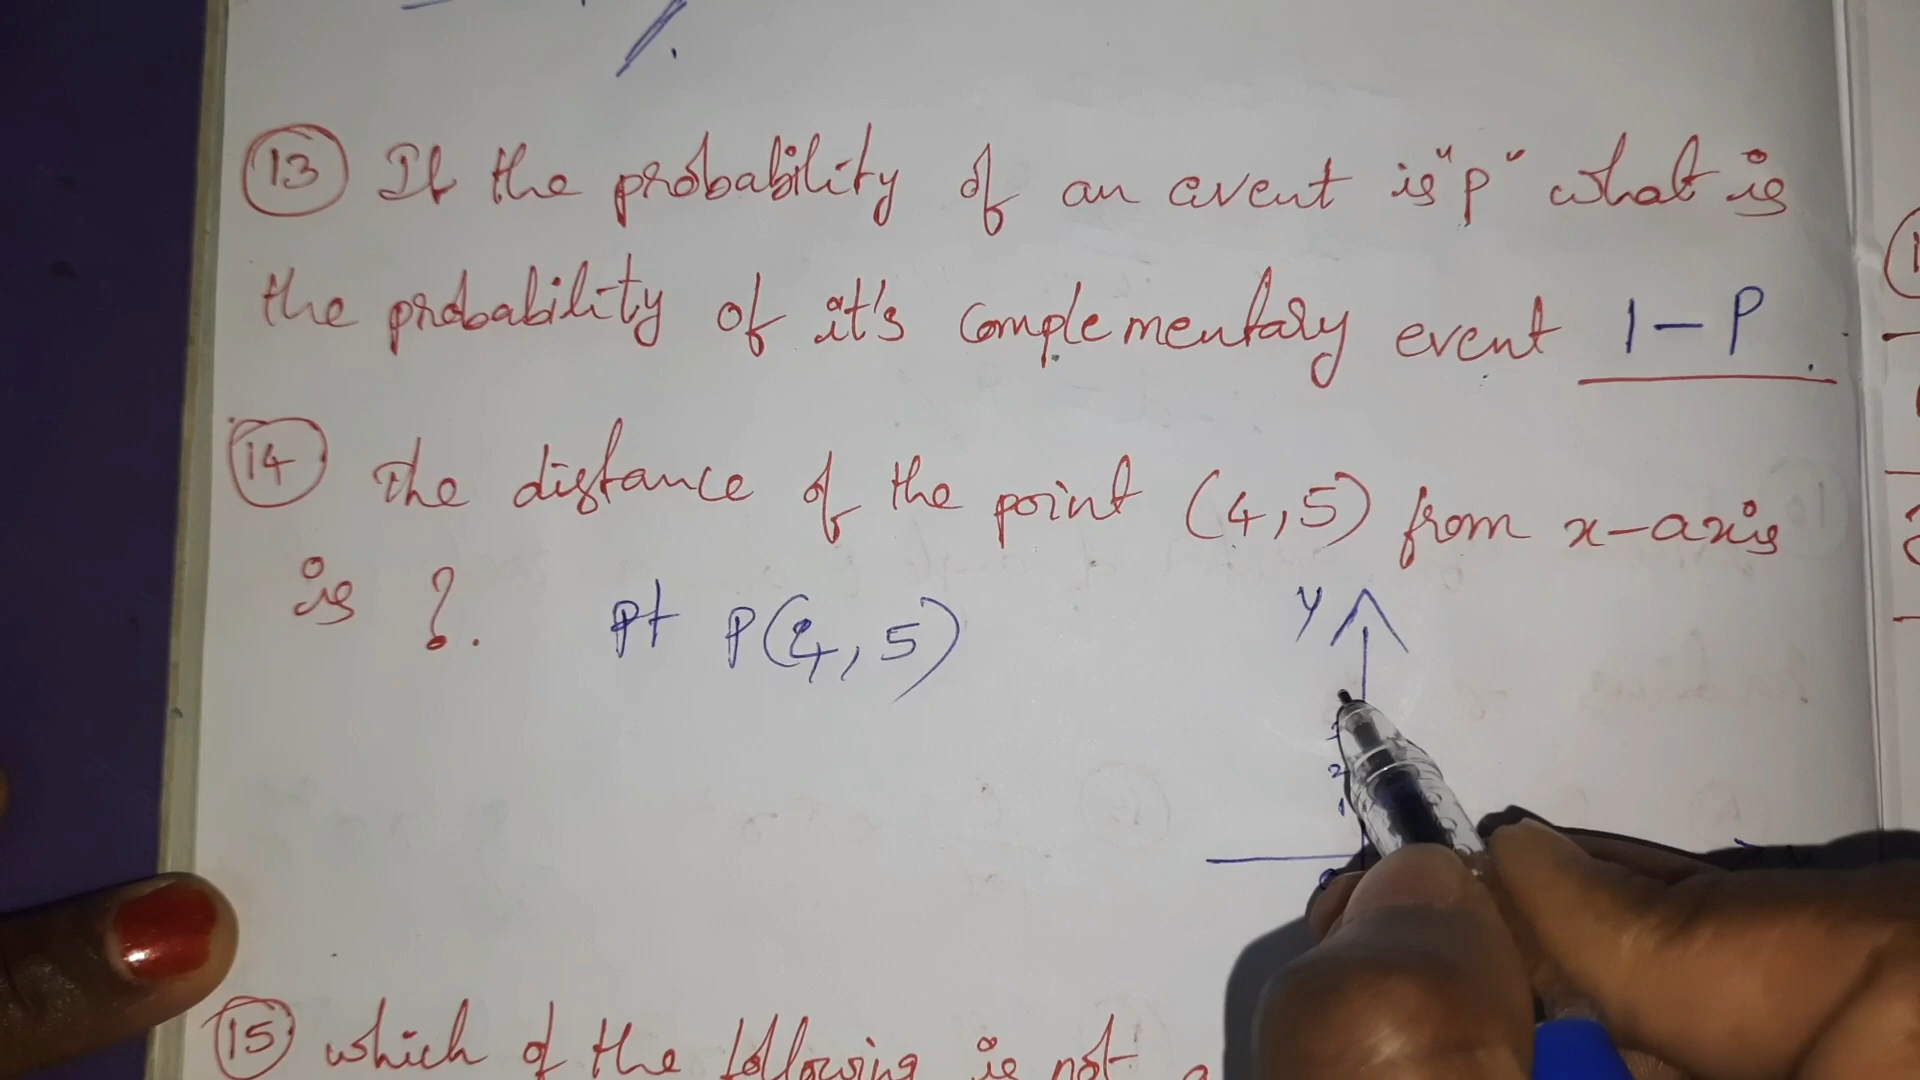 13 If the probability of an event is "p" what is
the probability of it's complementary event 1 - P.
14 The distance of the point (4,5) from x-axis
is ?. pt P(4,5)
y
2
1
15 which of the following is not